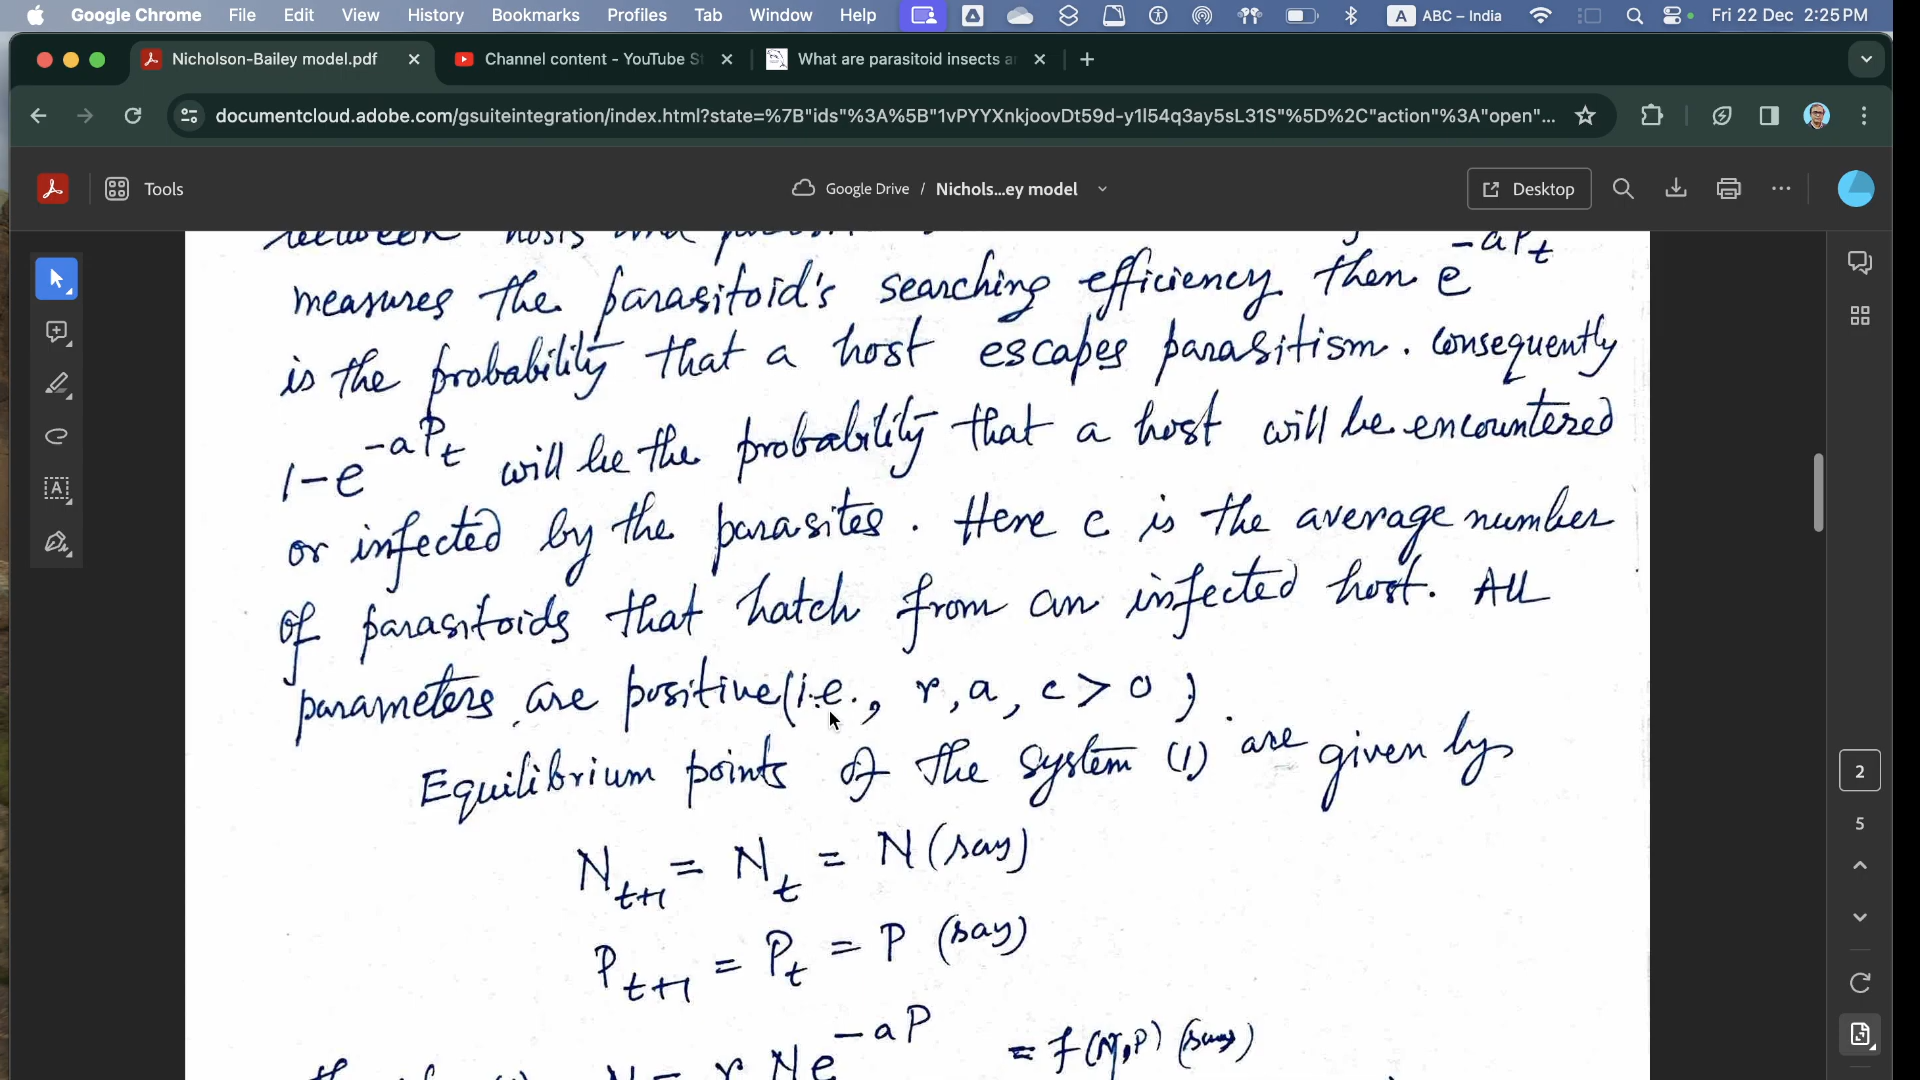 Google Chrome File Edit View History Bookmarks Profiles Tab Window Help A ABC – India Fri 22 Dec 2:25 PM
Nicholson-Bailey model.pdf Channel content - YouTube S What are parasitoid insects a
documentcloud.adobe.com/gsuiteintegration/index.html?state=%7B"ids"%3A%5B"1vPYYXnkjoovDt59d-y1l54q3ay5sL31S"%5D%2C"action"%3A"open"...
Tools Google Drive / Nichols...ey model Desktop
between hosts and
measures the parasitoid's searching efficiency then e^{-aP_t}
is the probability that a host escapes parasitism. Consequently
1-e^{-aP_t} will be the probability that a host will be encountered
or infected by the parasites. Here c is the average number
of parasitoids that hatch from an infected host. All
parameters are positive (i.e., r, a, c > 0).
Equilibrium points of the system (1) are given by
N_{t+1} = N_t = N (say)
P_{t+1} = P_t = P (say)
N = r N e^{-aP} = f(N,P) (say)
2
5